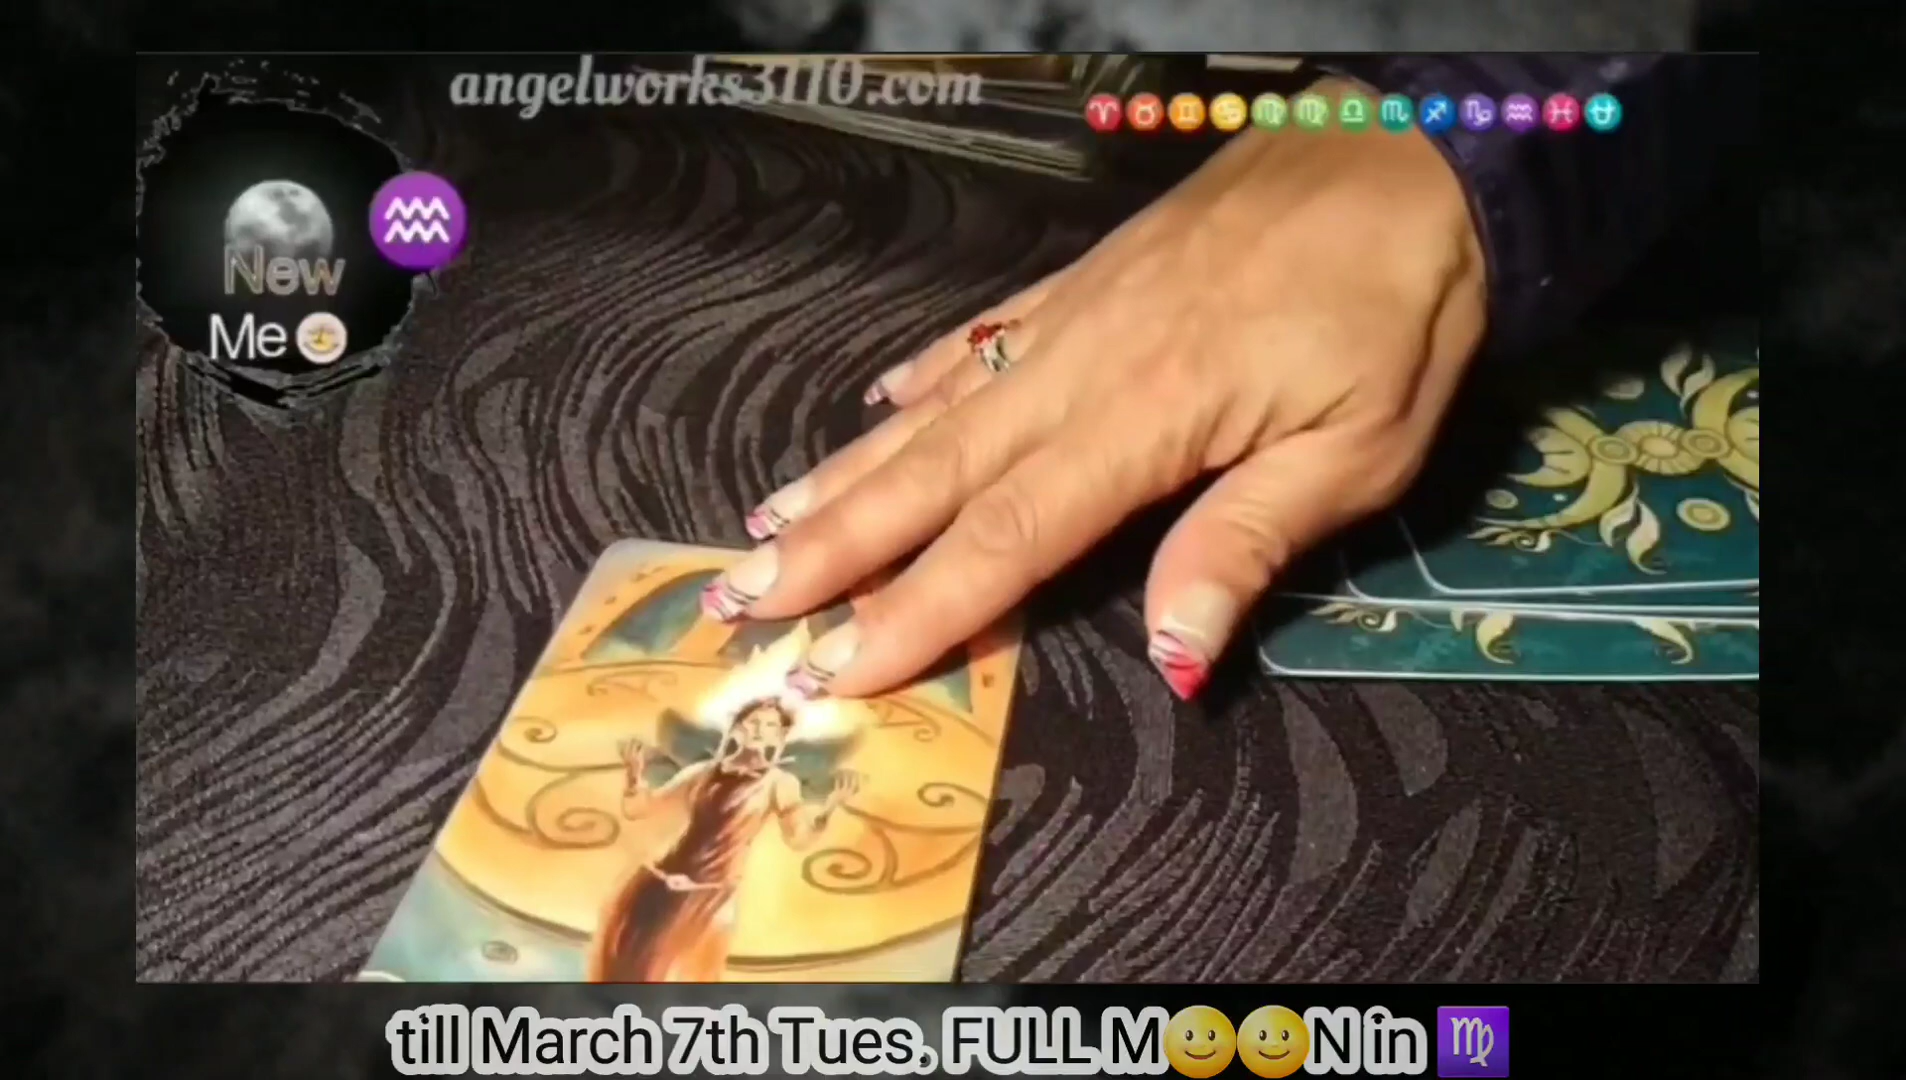 angelworks3110.com
♈♉♊♋♍♍♎♏♐♑♒♓⛎
♒
New
Me
till March 7th Tues. FULL M🌝🌝N in ♍